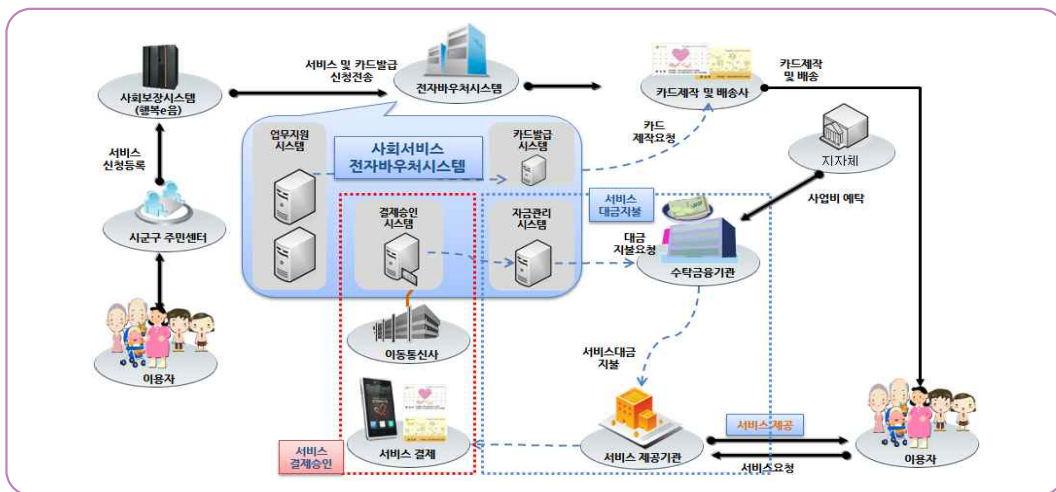 서비스 및 카드발급
신청전송
카드제작
및 배송
사회보장시스템
(행복e음)
전자바우처시스템
카드제작 및 배송사
업무지원
시스템
사회서비스
전자바우처시스템
카드발급
시스템
카드
제작요청
지자체
서비스
신청등록
서비스
대금지불
사업비 예탁
결제승인
시스템
자금관리
시스템
대금
지불요청
시군구 주민센터
수탁금융기관
이동통신사
서비스대금
지불
이용자
서비스 제공
서비스
결제승인
서비스 결제
서비스 제공기관
서비스요청
이용자